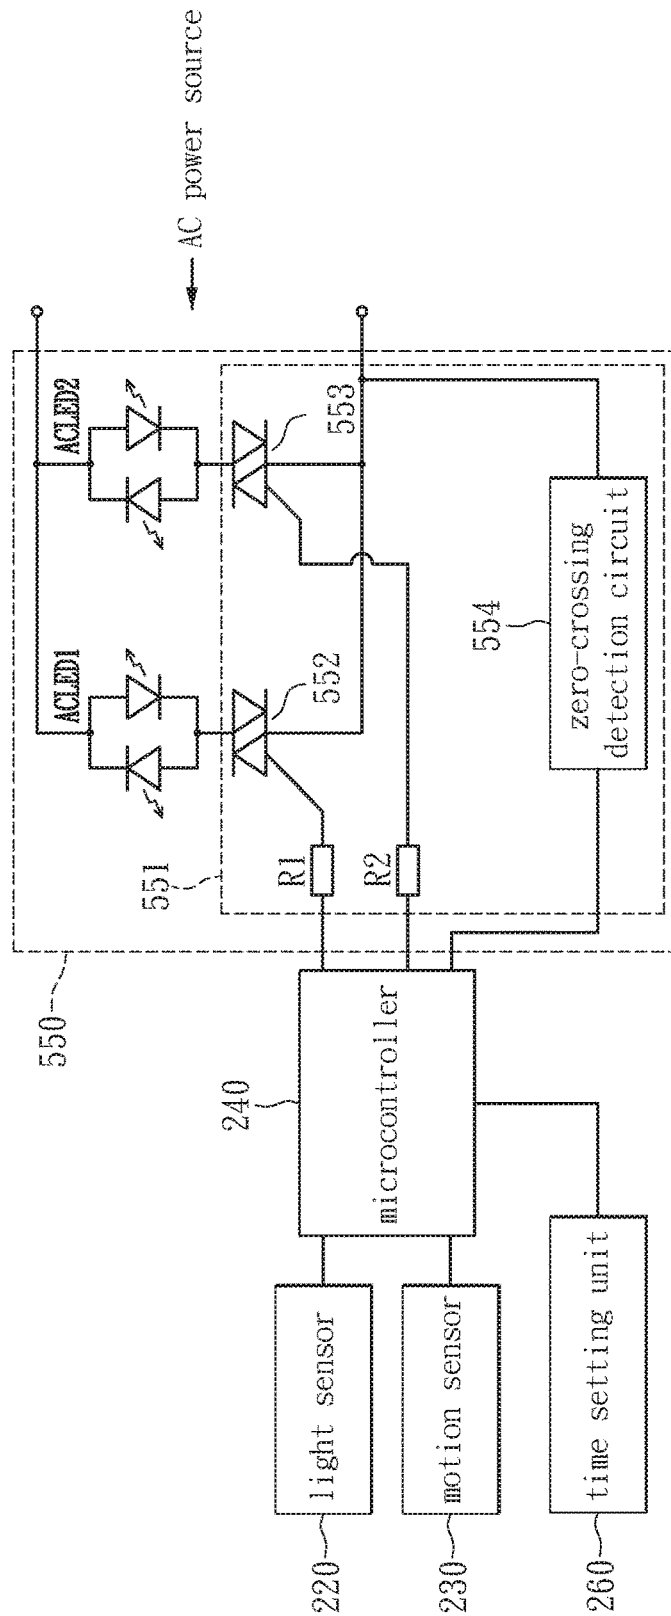 220
light sensor
230
motion sensor
260
time setting unit
240
microcontroller
550
551
R1
R2
ACLED1
552
ACLED2
553
554
zero-crossing
detection circuit
AC power source